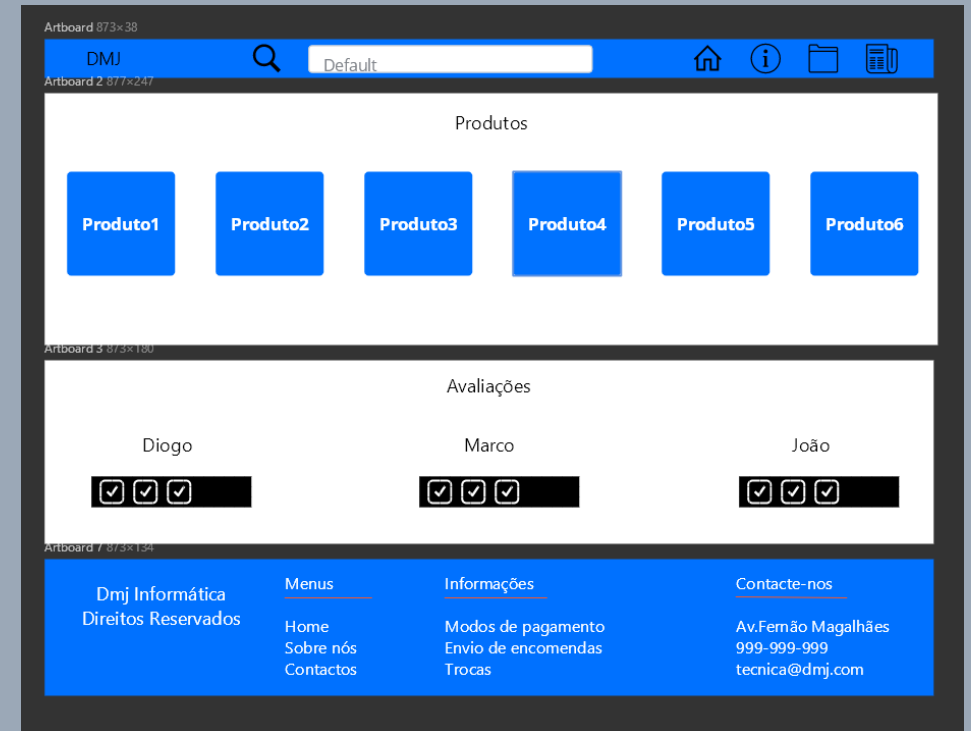 Artboard 873×38
DMJ
Default
Artboard 2 877×247
Produtos
Produto1
Produto2
Produto3
Produto4
Produto5
Produto6
Artboard 3 873×180
Avaliações
Diogo
Marco
João
Artboard 7 873×134
Dmj Informática
Direitos Reservados
Menus
Home
Sobre nós
Contactos
Informações
Modos de pagamento
Envio de encomendas
Trocas
Contacte-nos
Av.Fernão Magalhães
999-999-999
tecnica@dmj.com